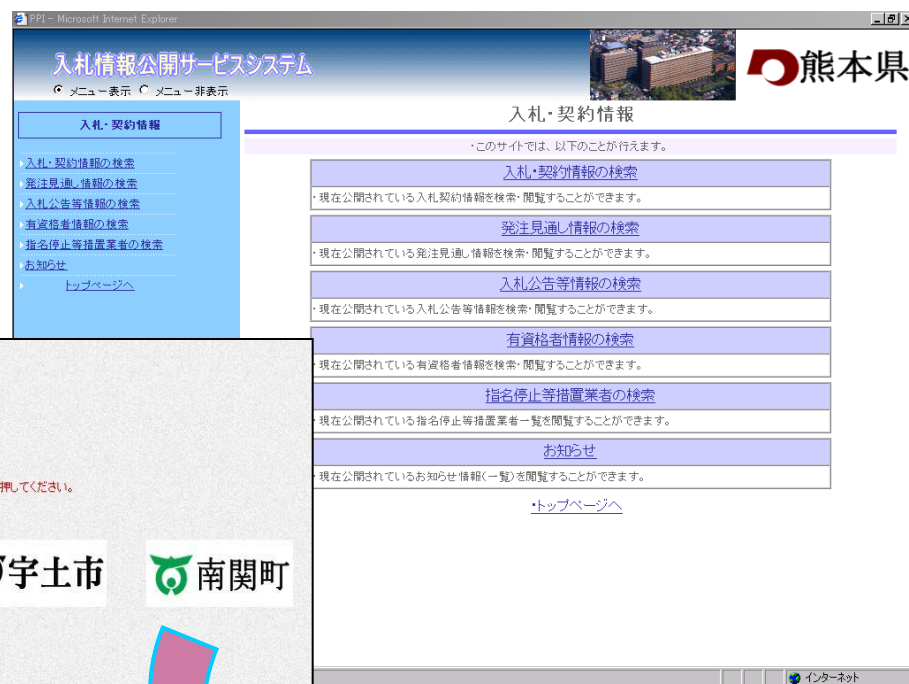 PPI - Microsoft Internet Explorer
入札情報公開サービスシステム
メニュー表示 メニュー非表示
熊本県
入札・契約情報
入札・契約情報の検索
発注見通し情報の検索
入札公告等情報の検索
有資格者情報の検索
指名停止等措置業者の検索
お知らせ
トップページへ
入札・契約情報
・このサイトでは、以下のことが行えます。
入札・契約情報の検索
・現在公開されている入札契約情報を検索・閲覧することができます。
発注見通し情報の検索
・現在公開されている発注見通し情報を検索・閲覧することができます。
入札公告等情報の検索
・現在公開されている入札公告等情報を検索・閲覧することができます。
有資格者情報の検索
・現在公開されている有資格者情報を検索・閲覧することができます。
指名停止等措置業者の検索
現在公開されている指名停止等措置業者一覧を閲覧することができます。
お知らせ
・現在公開されているお知らせ情報(一覧)を閲覧することができます。
・トップページへ
押してください。
宇土市
南関町
インターネット